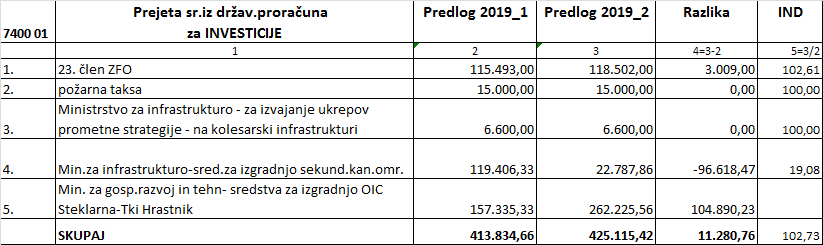 7400 01 Prejeta sr.iz držav.proračuna za INVESTICIJE Predlog 2019_1 Predlog 2019_2 Razlika IND
1 2 3 4=3-2 5=3/2
1. 23. člen ZFO 115.493,00 118.502,00 3.009,00 102,61
2. požarna taksa 15.000,00 15.000,00 0,00 100,00
Ministrstvo za infrastrukturo - za izvajanje ukrepov
3. prometne strategije - na kolesarski infrastrukturi 6.600,00 6.600,00 0,00 100,00
4. Min.za infrastrukturo-sred.za izgradnjo sekund.kan.omr. 119.406,33 22.787,86 -96.618,47 19,08
Min. za gosp.razvoj in tehn- sredstva za izgradnjo OIC
5. Steklarna-Tki Hrastnik 157.335,33 262.225,56 104.890,23
SKUPAJ 413.834,66 425.115,42 11.280,76 102,73